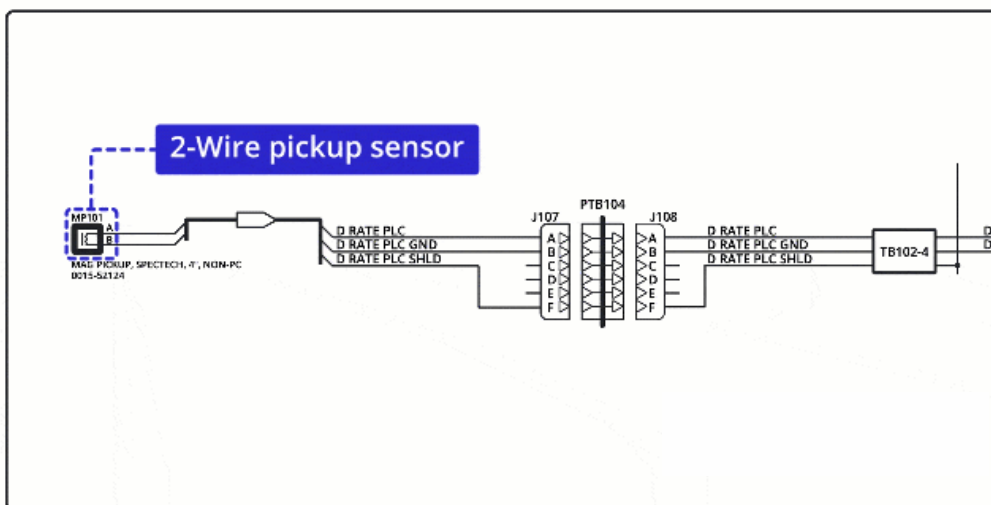 2-Wire pickup sensor
MP101
A
B
MAG PICKUP, SPECTECH, 4", NON-PC
0015-52124
D RATE PLC
D RATE PLC GND
D RATE PLC SHLD
J107
A
B
C
D
E
F
PTB104
J108
A
B
C
D
E
F
D RATE PLC
D RATE PLC GND
D RATE PLC SHLD
TB102-4
D
D